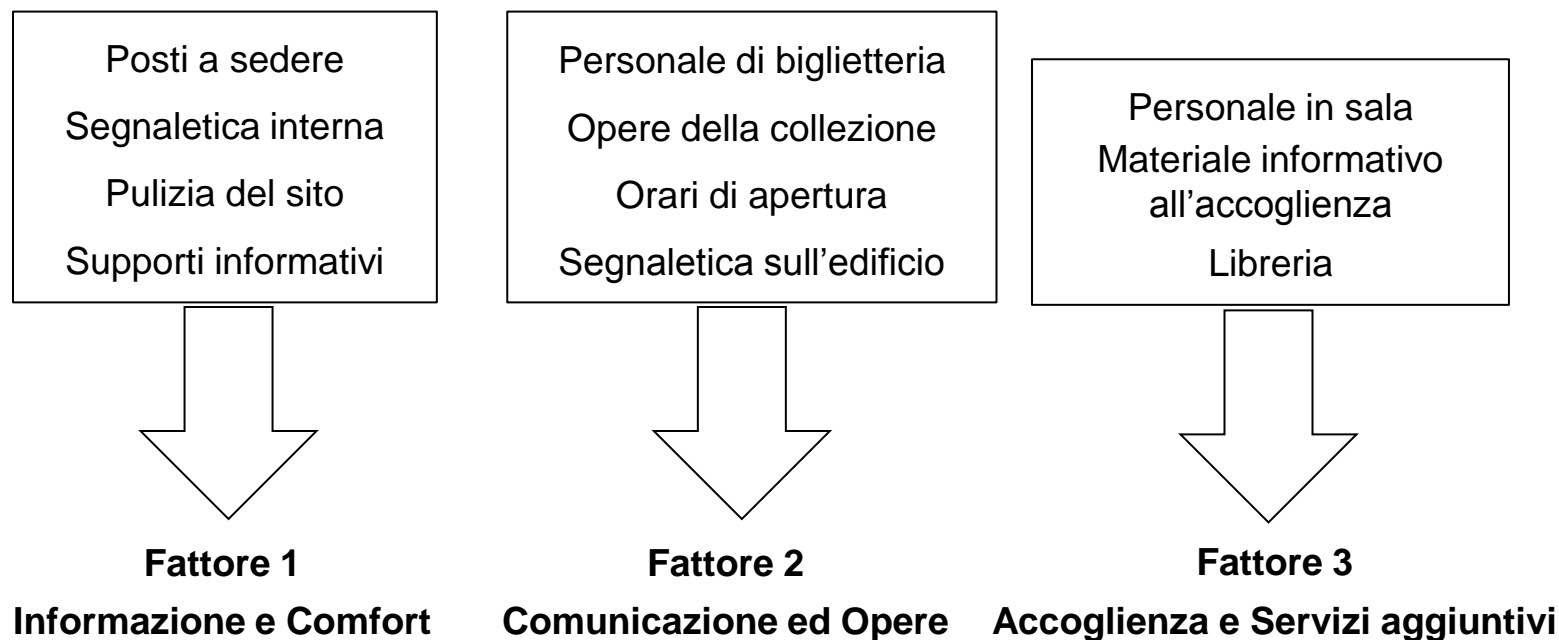 Posti a sedere
Segnaletica interna
Pulizia del sito
Supporti informativi
Personale di biglietteria
Opere della collezione
Orari di apertura
Segnaletica sull'edificio
Personale in sala
Materiale informativo
all'accoglienza
Libreria
Fattore 1
Informazione e Comfort
Fattore 2
Comunicazione ed Opere
Fattore 3
Accoglienza e Servizi aggiuntivi